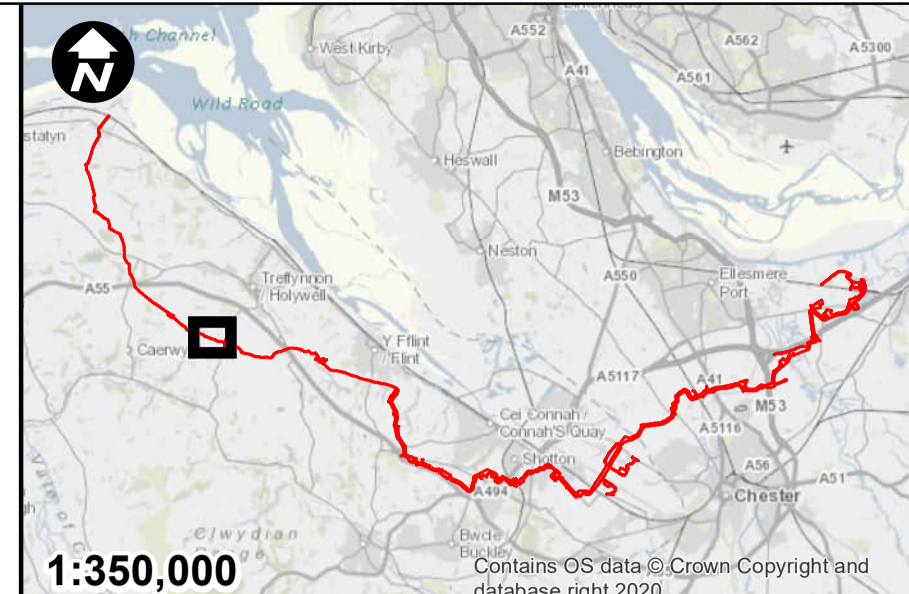 N
A552
A562
A5300
West Kirby
A41
A561
Channel
Wild Road
Heswall
Bebington
M53
Neston
A550
Ellesmere
Port
Treffynnon
/ Holywell
A55
Y Fflint
/ Flint
A5117
A41
M53
Cei Connah /
Connah'S Quay
A5116
Shotton
A56
A51
Chester
A494
Bwcle
Buckley
Clwydian
Vale of
1:350,000
Contains OS data © Crown Copyright and
database right 2020